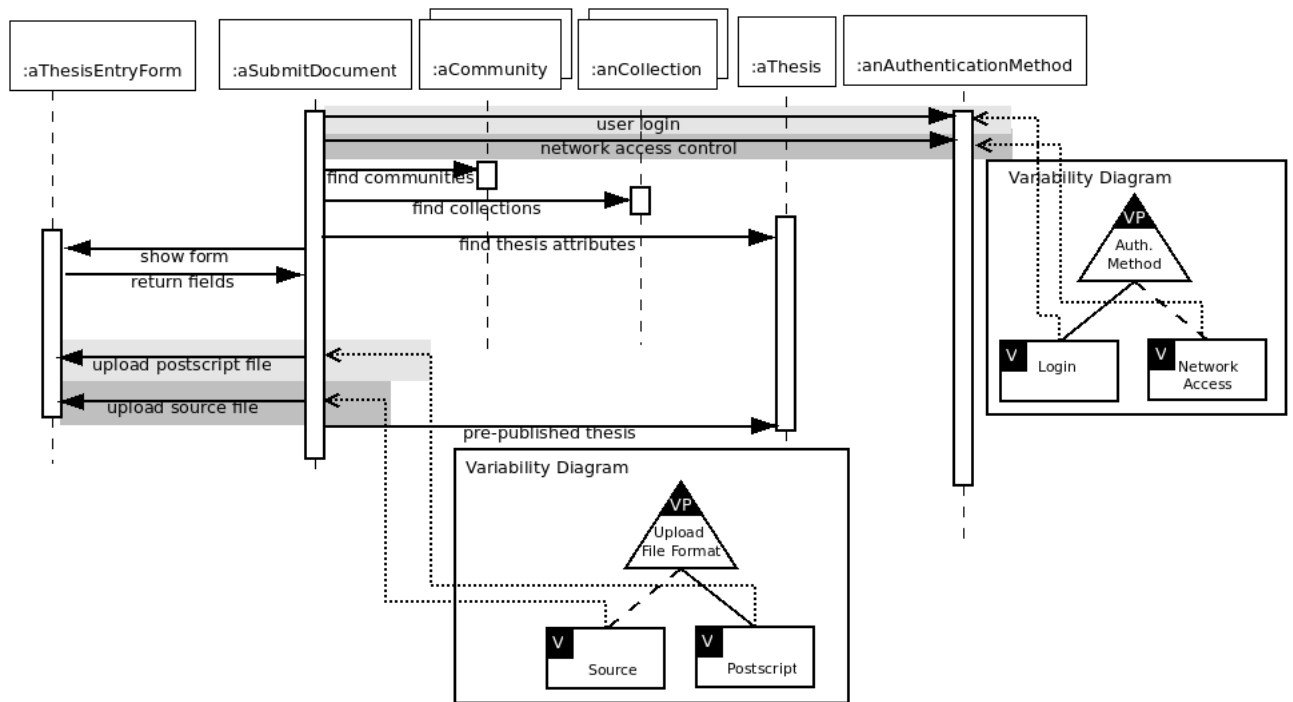 :aThesisEntryForm
:aSubmitDocument
:aCommunity
:anCollection
:aThesis
:anAuthenticationMethod
user login
network access control
find communities
find collections
find thesis attributes
show form
return fields
upload postscript file
upload source file
pre-published thesis
Variability Diagram
VP
Auth.
Method
V
Login
V
Network
Access
Variability Diagram
VP
Upload
File Format
V
Source
V
Postscript